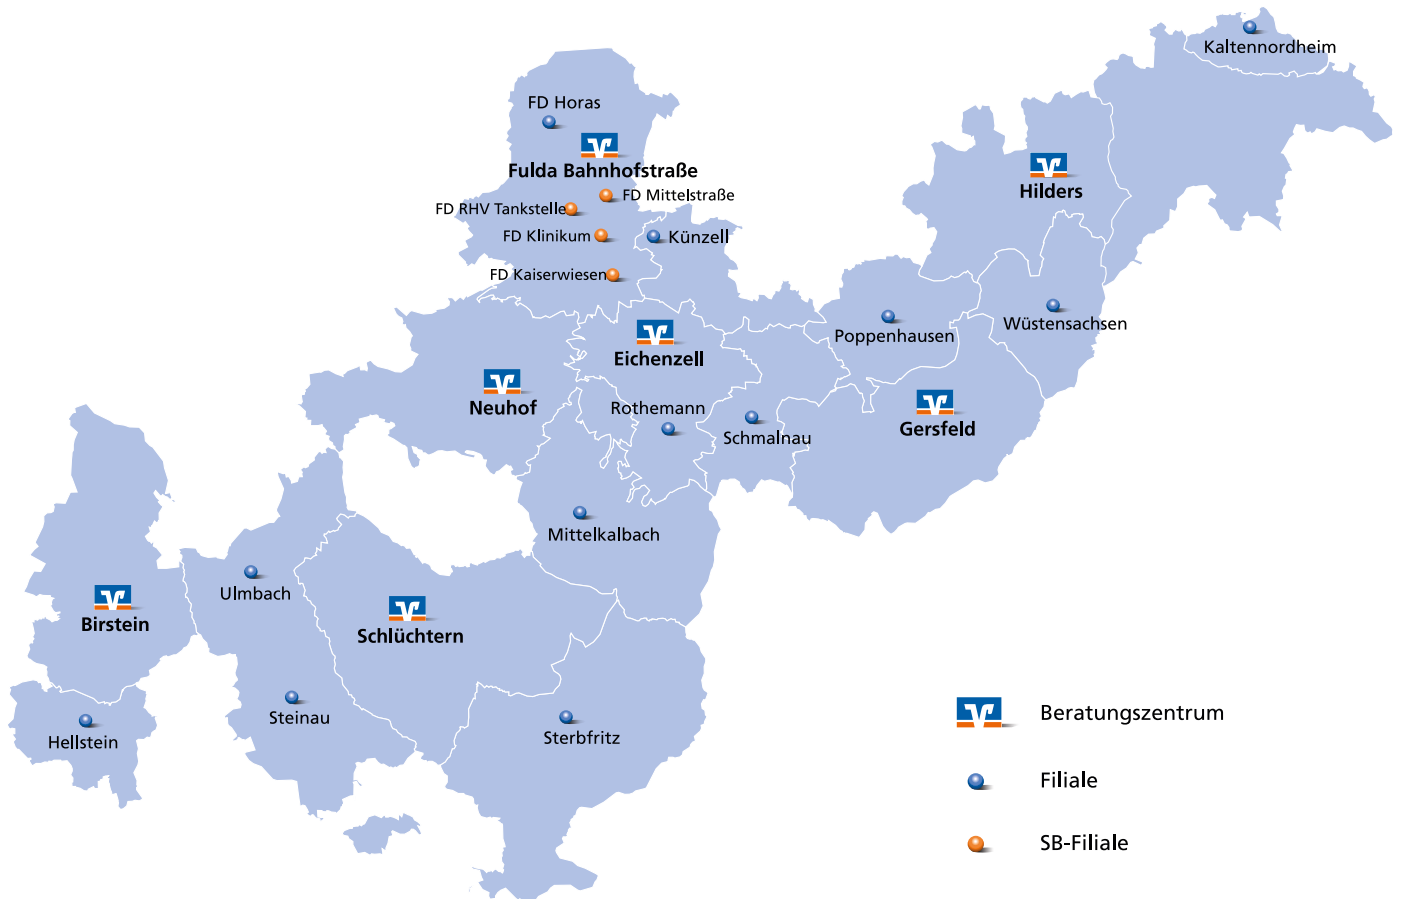 Kaltennordheim
FD Horas
Fulda Bahnhofstraße
Hilders
FD Mittelstraße
FD RHV Tankstelle
FD Klinikum
Künzell
FD Kaiserwiesen
Wüstensachsen
Poppenhausen
Eichenzell
Neuhof
Rothemann
Gersfeld
Schmalnau
Mittelkalbach
Ulmbach
Birstein
Schlüchtern
Steinau
Hellstein
Sterbfritz
Beratungszentrum
Filiale
SB-Filiale